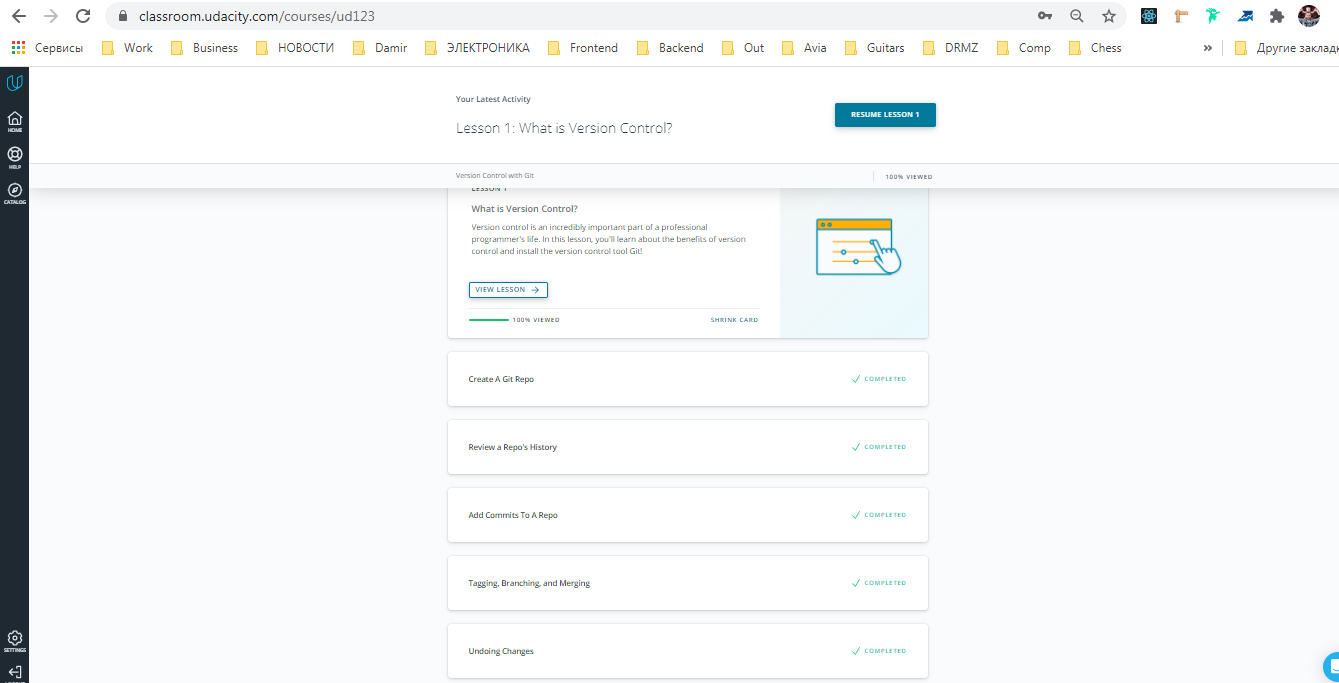 classroom.udacity.com/courses/ud123
Сервисы Work Business НОВОСТИ Damir ЭЛЕКТРОНИКА Frontend Backend Out Avia Guitars DRMZ Comp Chess » Другие заклад
HOME
HELP
CATALOG
Your Latest Activity
Lesson 1: What is Version Control?
RESUME LESSON 1
Version Control with Git
100% VIEWED
LESSON 1
What is Version Control?
Version control is an incredibly important part of a professional
programmer's life. In this lesson, you'll learn about the benefits of version
control and install the version control tool Git!
VIEW LESSON
100% VIEWED
SHRINK CARD
Create A Git Repo
COMPLETED
Review a Repo's History
COMPLETED
Add Commits To A Repo
COMPLETED
Tagging, Branching, and Merging
COMPLETED
Undoing Changes
COMPLETED
SETTINGS